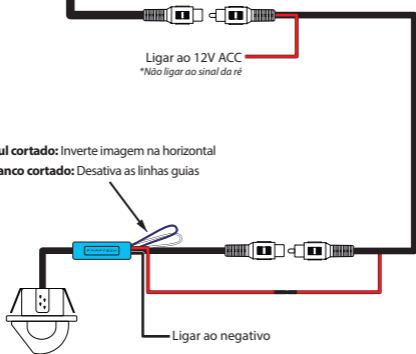 Ligar ao 12V ACC
*Não ligar ao sinal da ré
ul cortado: Inverte imagem na horizontal
anco cortado: Desativa as linhas guias
Ligar ao negativo